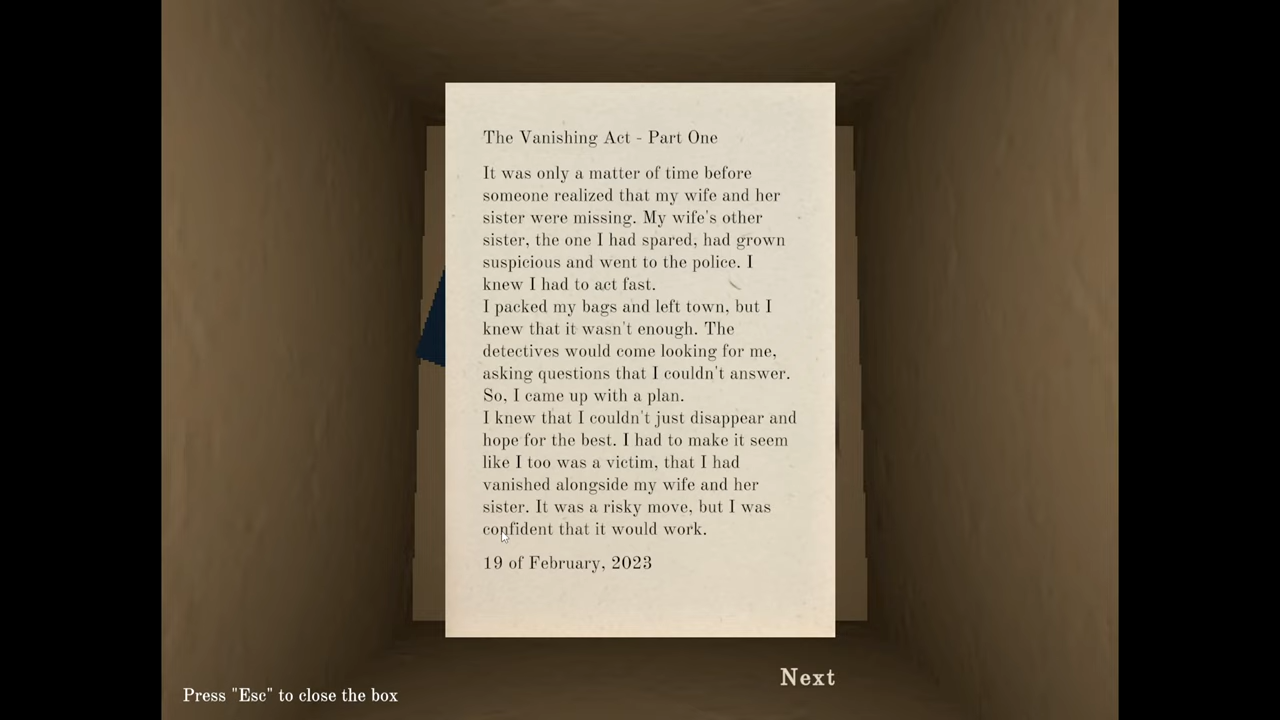 The Vanishing Act - Part One
It was only a matter of time before
someone realized that my wife and her
sister were missing. My wife's other
sister, the one I had spared, had grown
suspicious and went to the police. I
knew I had to act fast.
I packed my bags and left town, but I
knew that it wasn't enough. The
detectives would come looking for me,
asking questions that I couldn't answer.
So, I came up with a plan.
I knew that I couldn't just disappear and
hope for the best. I had to make it seem
like I too was a victim, that I had
vanished alongside my wife and her
sister. It was a risky move, but I was
confident that it would work.
19 of February, 2023
Next
Press "Esc" to close the box